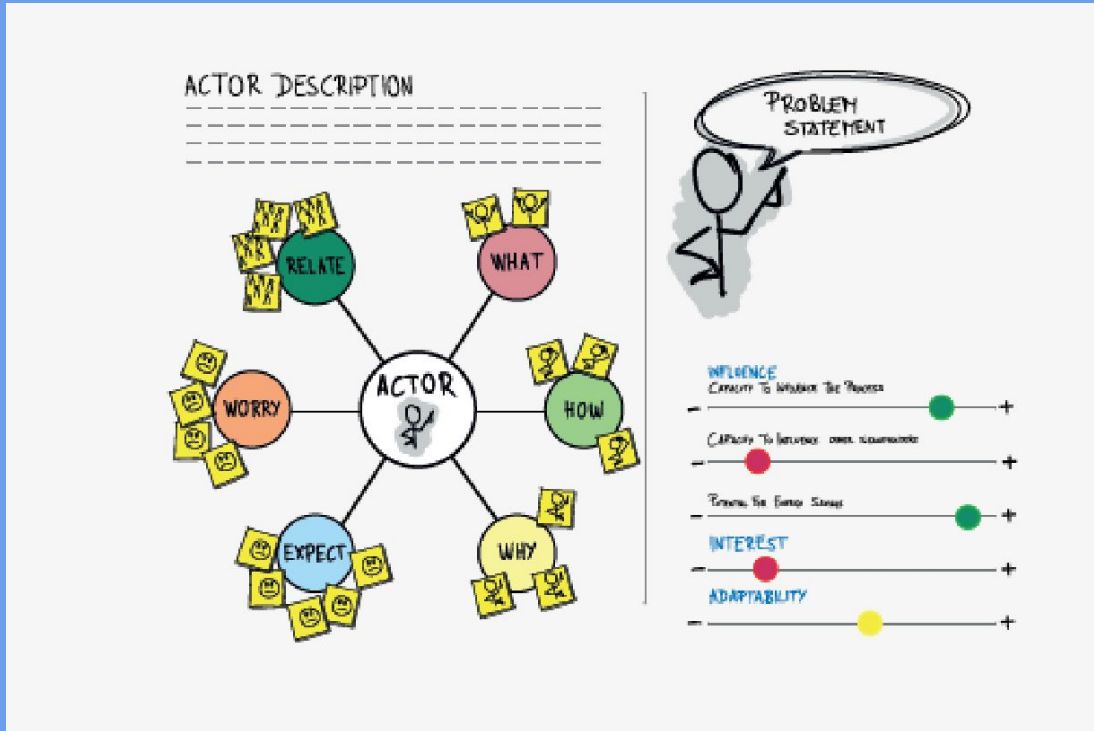 ACTOR DESCRIPTION
PROBLEM
STATEMENT
RELATE
WHAT
WORRY
ACTOR
HOW
EXPECT
WHY
INFLUENCE
CAPACITY TO INFLUENCE THE PROCESS
- +
CAPACITY TO INFLUENCE OTHER STAKEHOLDERS
- +
POTENTIAL FOR ENERGY SAVINGS
- +
INTEREST
- +
ADAPTABILITY
- +